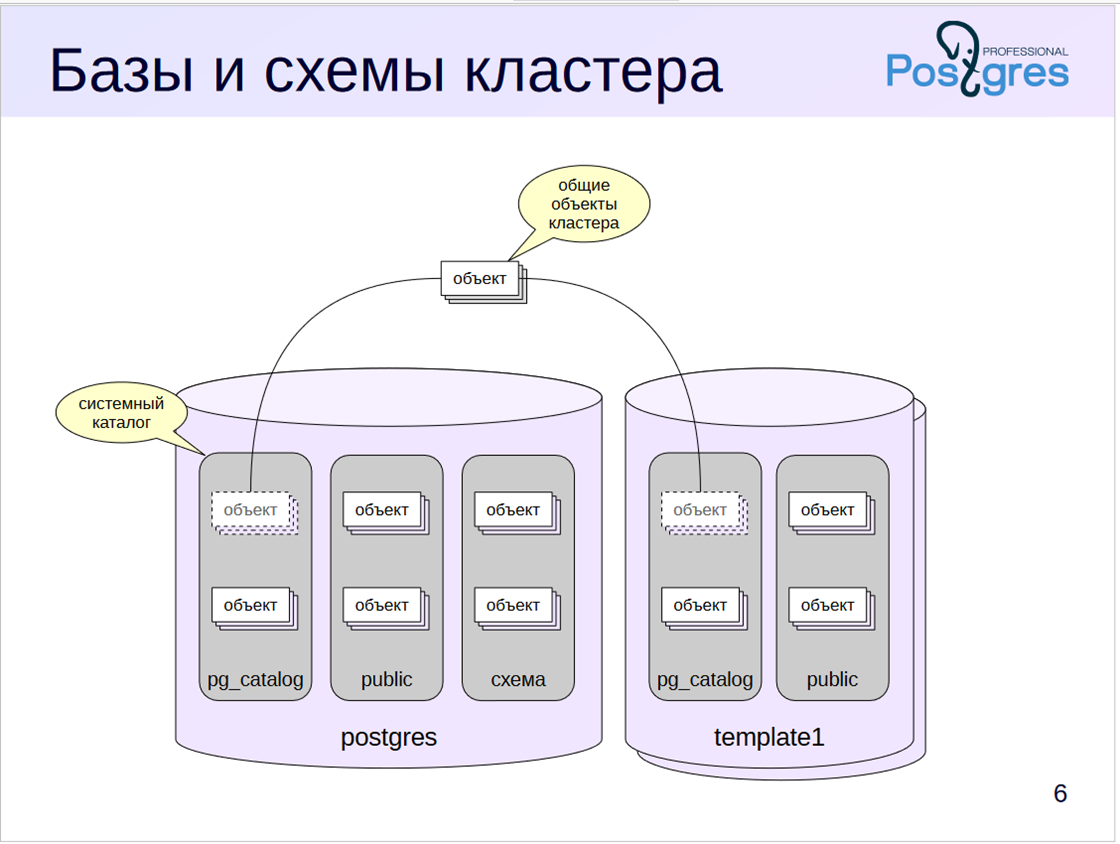 Базы и схемы кластера
PROFESSIONAL
Postgres
общие
объекты
кластера
объект
системный
каталог
объект
объект
объект
объект
объект
объект
объект
объект
объект
объект
pg_catalog
public
схема
pg_catalog
public
postgres
template1
6